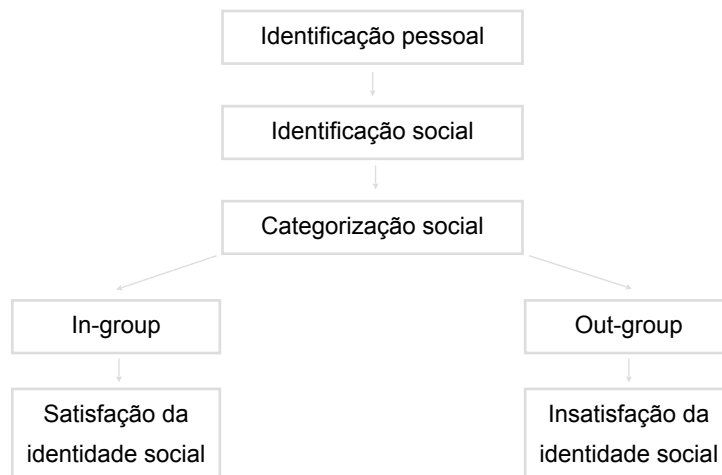 Identificação pessoal
Identificação social
Categorização social
In-group
Out-group
Satisfação da
identidade social
Insatisfação da
identidade social